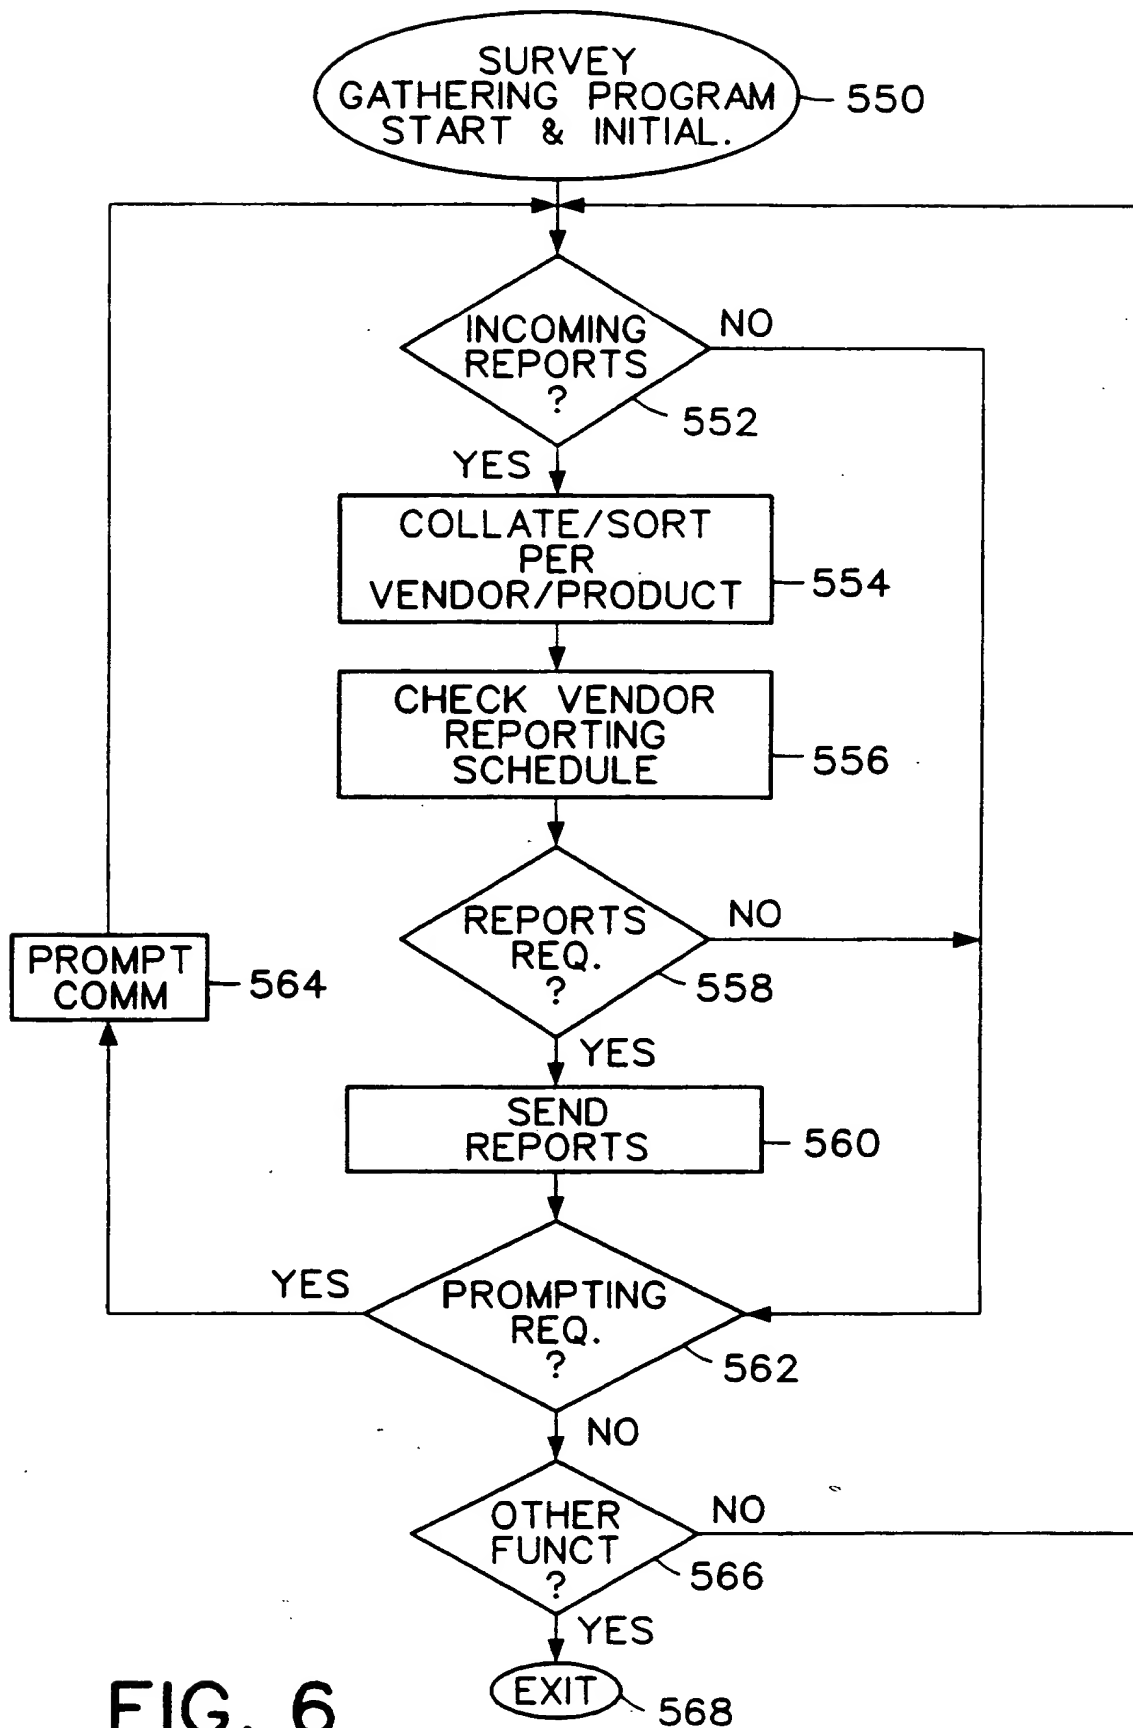 SURVEY
GATHERING PROGRAM
START & INITIAL.
550
INCOMING
REPORTS
?
NO
552
YES
COLLATE/SORT
PER
VENDOR/PRODUCT
554
CHECK VENDOR
REPORTING
SCHEDULE
556
REPORTS
REQ.
?
NO
558
PROMPT
COMM
564
YES
SEND
REPORTS
560
YES
PROMPTING
REQ.
?
562
NO
OTHER
FUNCT
?
NO
566
YES
EXIT
568
FIG. 6